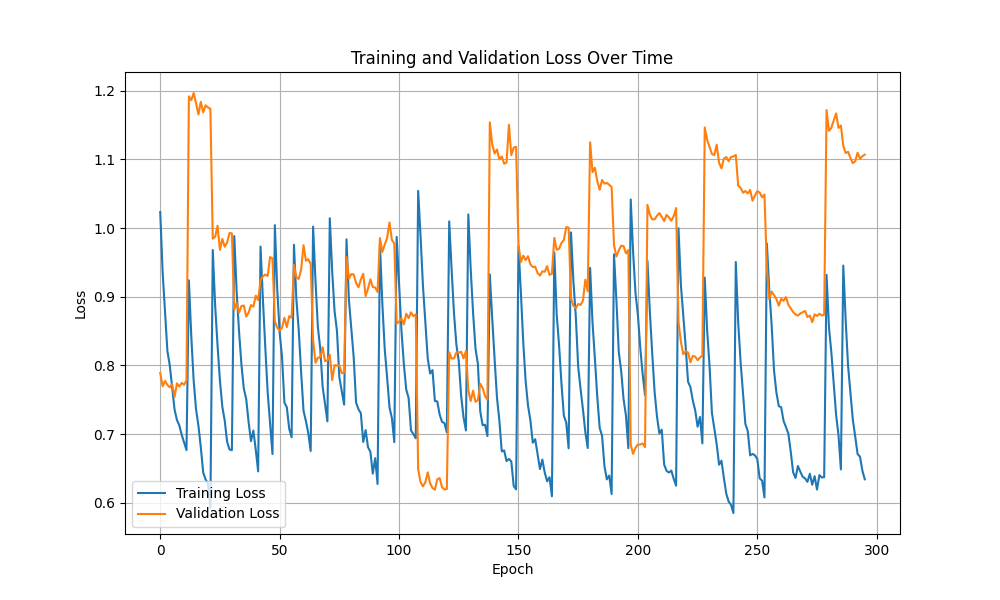 Training and Validation Loss Over Time
1.2
1.1
1.0
0.9
0.8
0.7
0.6
Loss
Training Loss
Validation Loss
0 50 100 150 200 250 300
Epoch